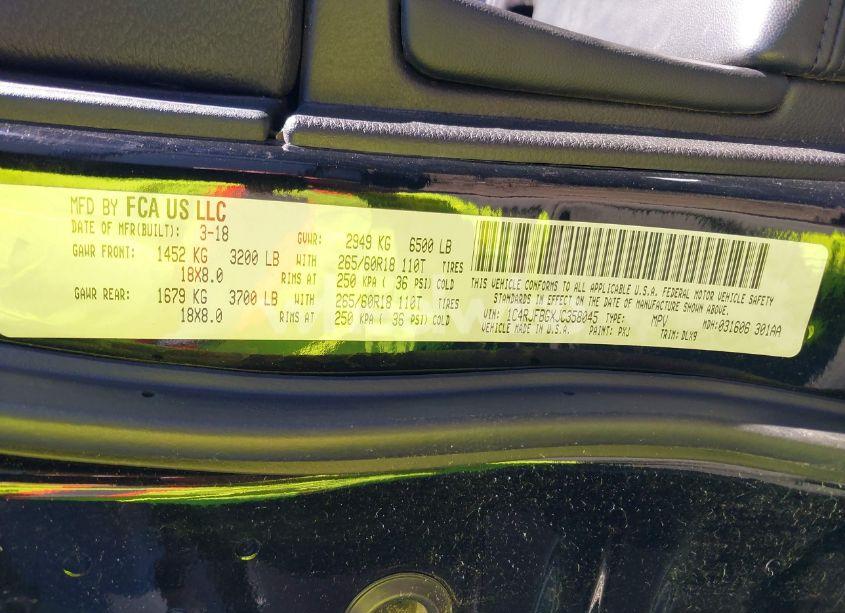 MFD BY FCA US LLC
DATE OF MFR(BUILT): 3-18 GVWR: 2949 KG 6500 LB
GAWR FRONT: 1452 KG 3200 LB WITH 265/60R18 110T TIRES
18X8.0 RIMS AT 250 KPA ( 36 PSI) COLD
GAWR REAR: 1679 KG 3700 LB WITH 265/60R18 110T TIRES
18X8.0 RIMS AT 250 KPA ( 36 PSI) COLD
THIS VEHICLE CONFORMS TO ALL APPLICABLE U.S.A. FEDERAL MOTOR VEHICLE SAFETY
STANDARDS IN EFFECT ON THE DATE OF MANUFACTURE SHOWN ABOVE.
VIN: 1C4RJFBGXJC358045 TYPE: MPV MDH: 031606 301AA
VEHICLE MADE IN U.S.A. PAINT: PXJ TRIM: DLX9